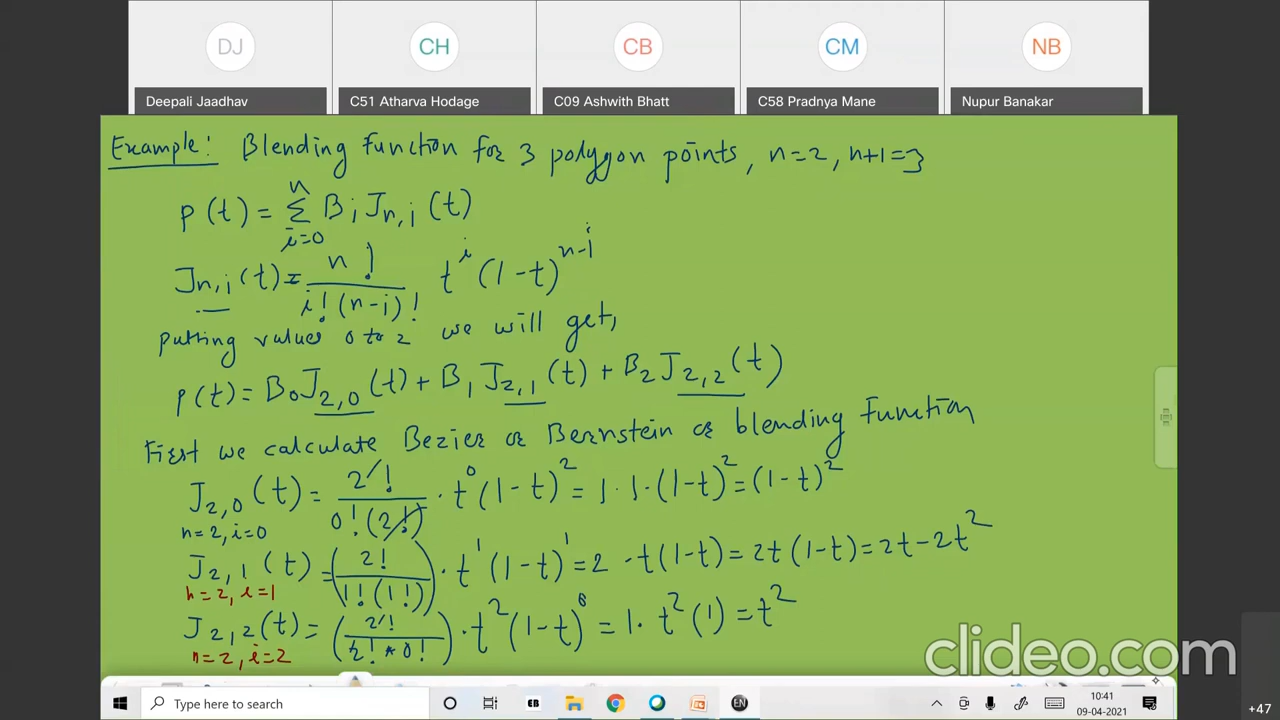 DJ
CH
CB
CM
NB
Deepali Jaadhav
C51 Atharva Hodage
C09 Ashwith Bhatt
C58 Pradnya Mane
Nupur Banakar
Example: Blending Function for 3 polygon points, n=2, n+1=3
P(t) = Σ_{i=0}^{n} B_i J_{n,i}(t)
J_{n,i}(t) = n! / i!(n-i)! t^i (1-t)^{n-i}
putting values 0 to 2 we will get,
P(t) = B_0 J_{2,0}(t) + B_1 J_{2,1}(t) + B_2 J_{2,2}(t)
First we calculate Bezier or Bernstein or blending Function
J_{2,0}(t) = 2! / 0!(2!) · t^0 (1-t)^2 = 1·1·(1-t)^2 = (1-t)^2
n=2, i=0
J_{2,1}(t) = (2! / 1!(1!)) · t^1 (1-t)^1 = 2·t(1-t) = 2t(1-t) = 2t-2t^2
n=2, i=1
J_{2,2}(t) = (2! / 2!*0!) · t^2 (1-t)^0 = 1·t^2(1) = t^2
n=2, i=2
clideo.com
Type here to search
EB
EN
10:41
09-04-2021
+47